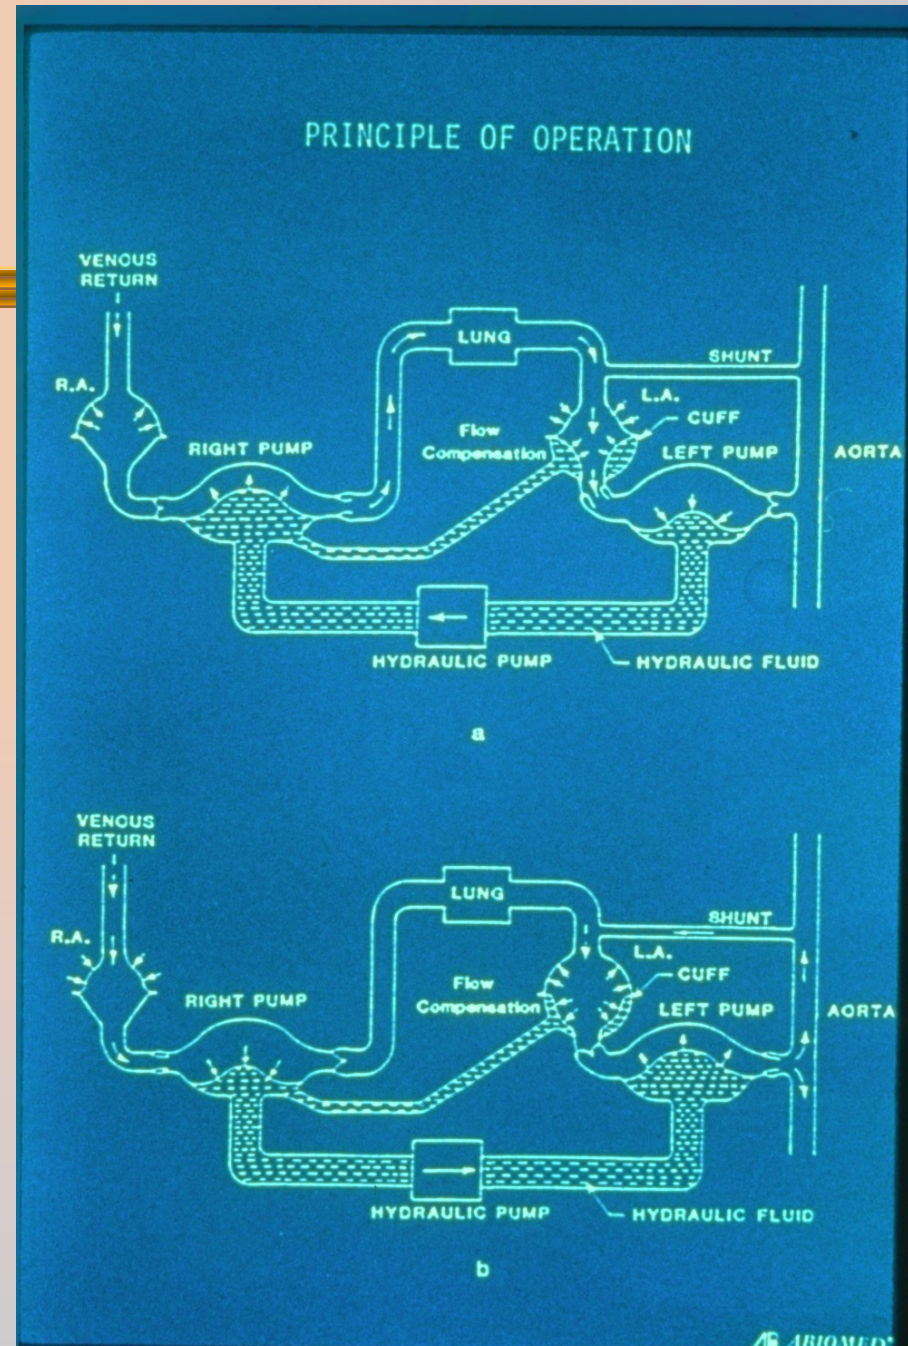 PRINCIPLE OF OPERATION
VENOUS
RETURN
LUNG
SHUNT
R.A.
L.A.
CUFF
Flow
Compensation
RIGHT PUMP
LEFT PUMP
AORTA
HYDRAULIC PUMP
HYDRAULIC FLUID
a
VENOUS
RETURN
LUNG
SHUNT
R.A.
L.A.
CUFF
Flow
Compensation
RIGHT PUMP
LEFT PUMP
AORTA
HYDRAULIC PUMP
HYDRAULIC FLUID
b
ABIOMED